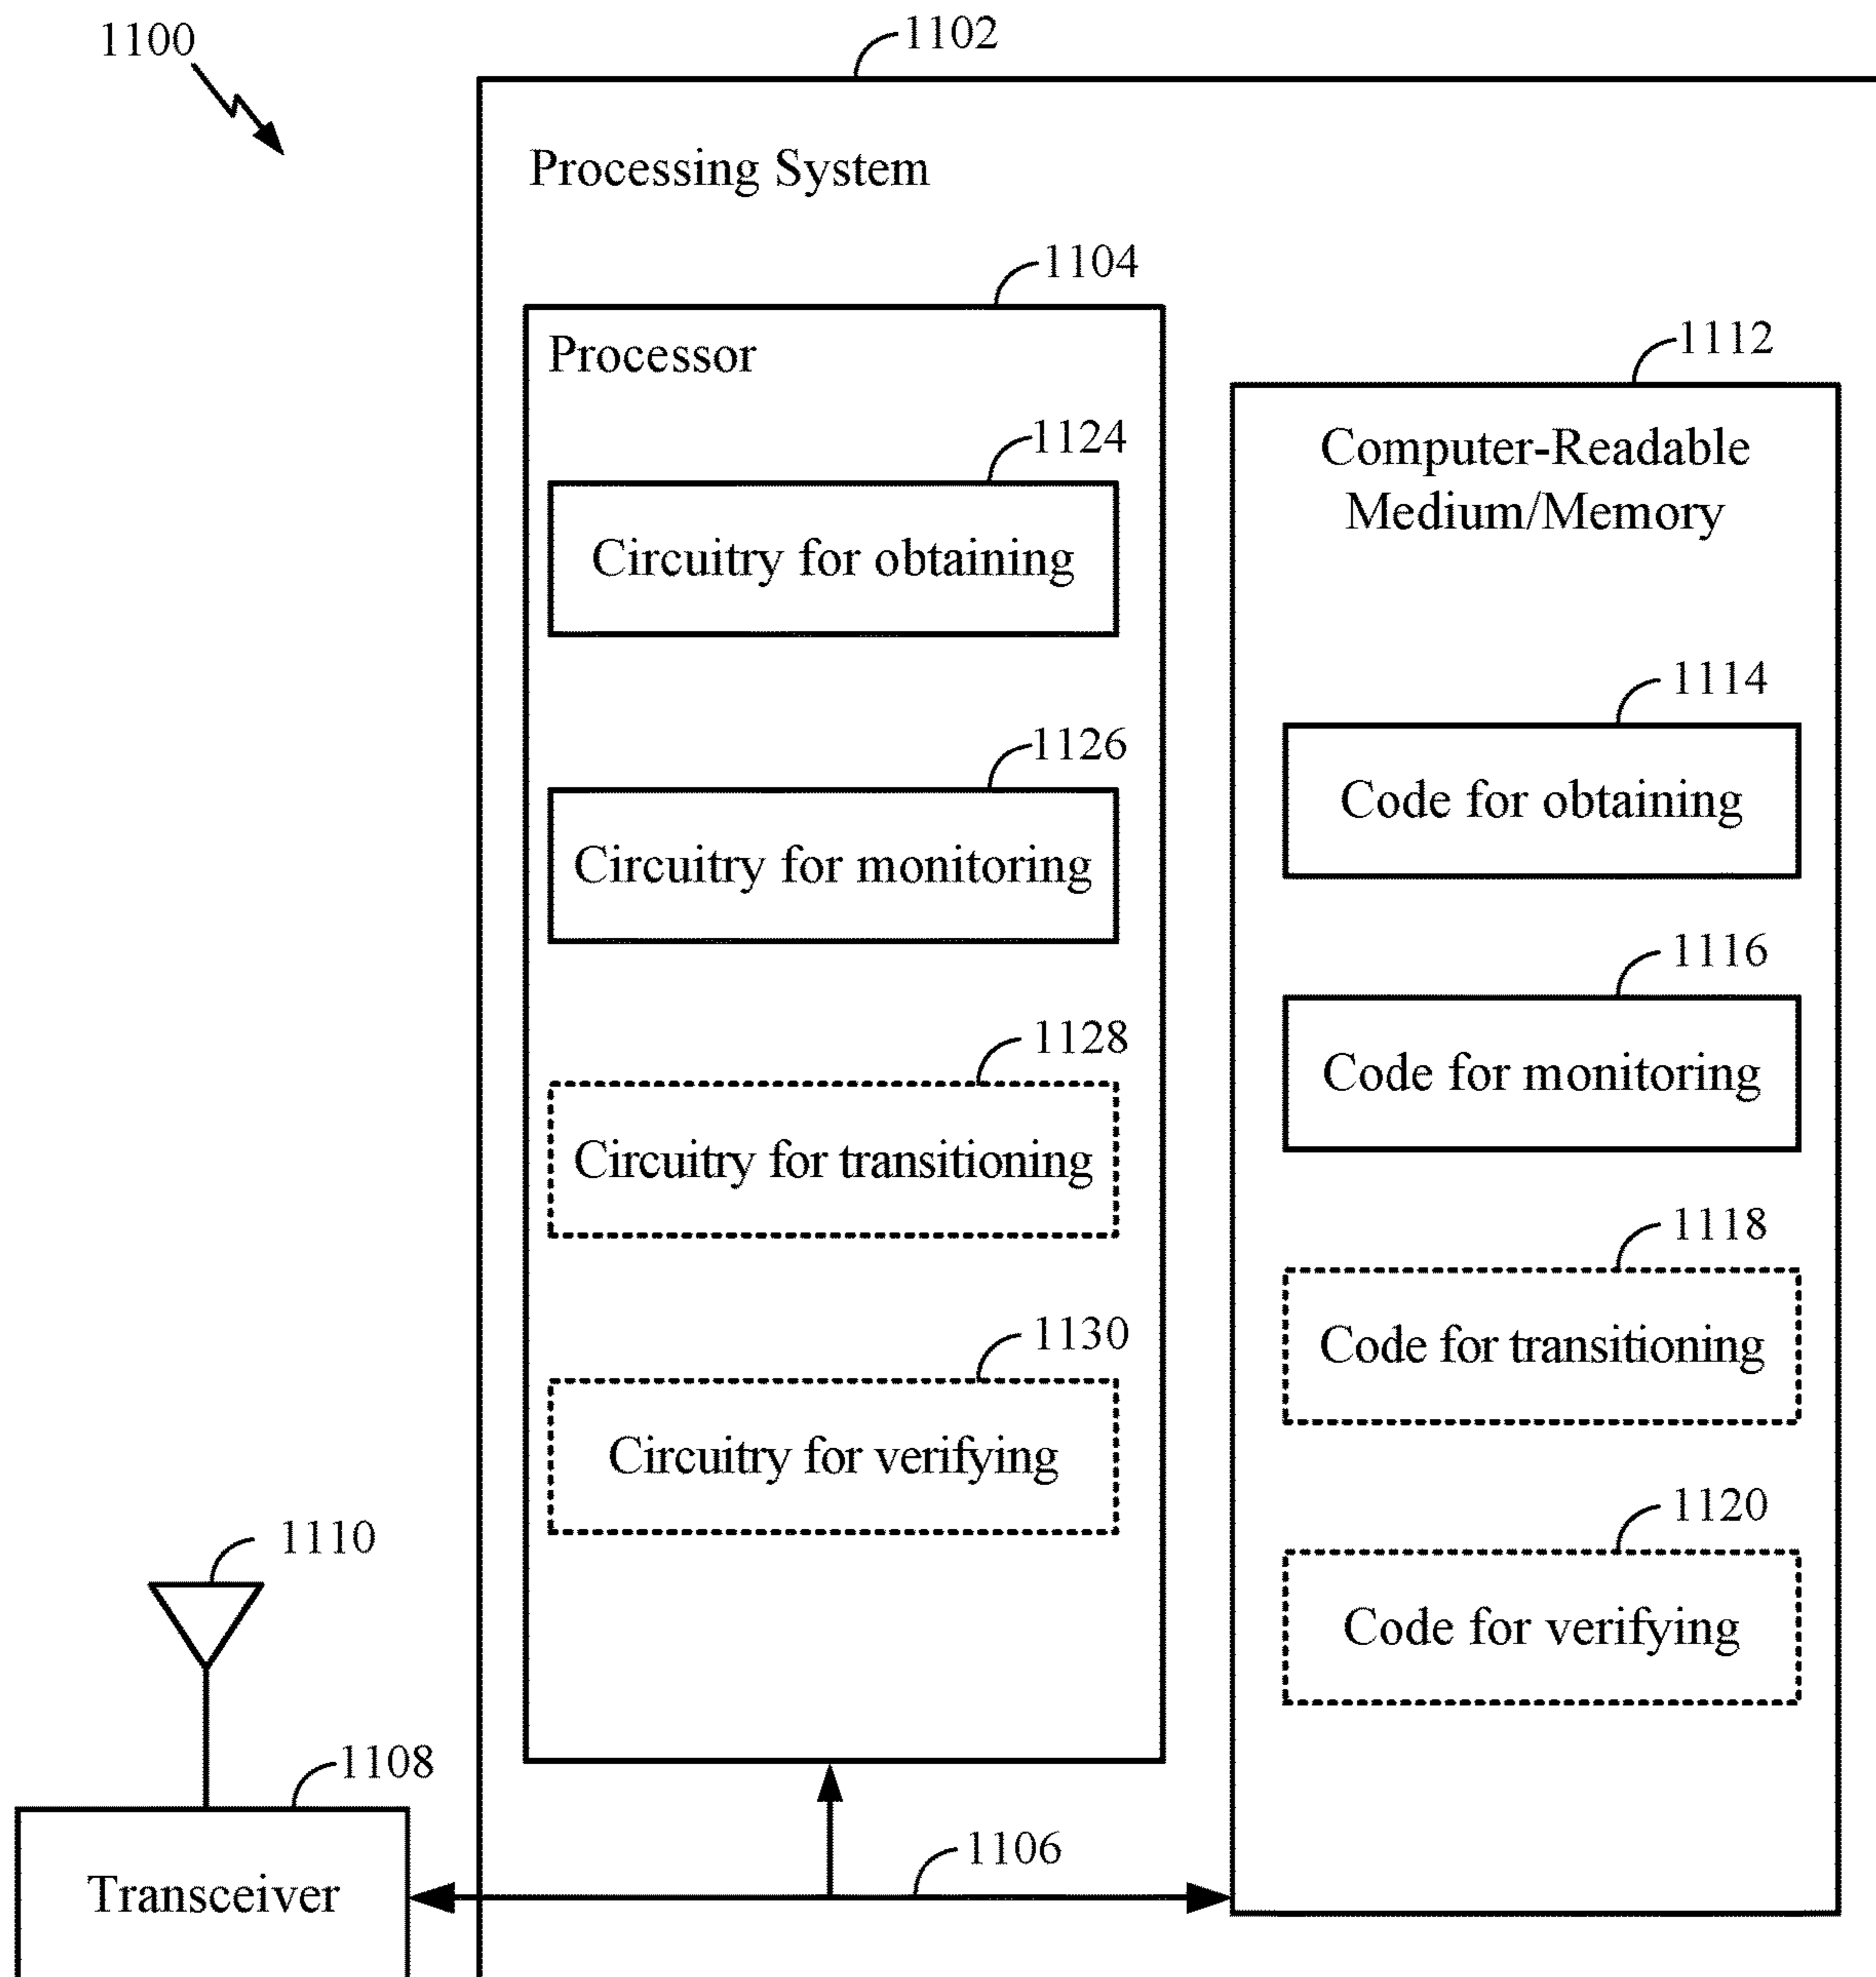 1100
1102
Processing System
1104
Processor
1124
Circuitry for obtaining
1126
Circuitry for monitoring
1128
Circuitry for transitioning
1130
Circuitry for verifying
1112
Computer-Readable
Medium/Memory
1114
Code for obtaining
1116
Code for monitoring
1118
Code for transitioning
1120
Code for verifying
1110
1108
Transceiver
1106